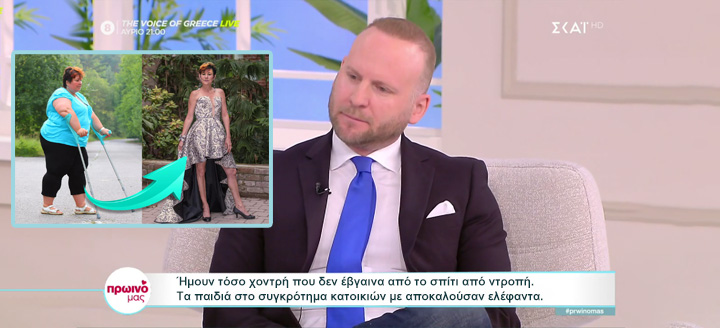 THE VOICE OF GREECE LIVE
ΑΥΡΙΟ 21:00
ΣΚΑΪ HD
πρωινό
μας
Ήμουν τόσο χοντρή που δεν έβγαινα από το σπίτι από ντροπή.
Τα παιδιά στο συγκρότημα κατοικιών με αποκαλούσαν ελέφαντα.
#prwinomas